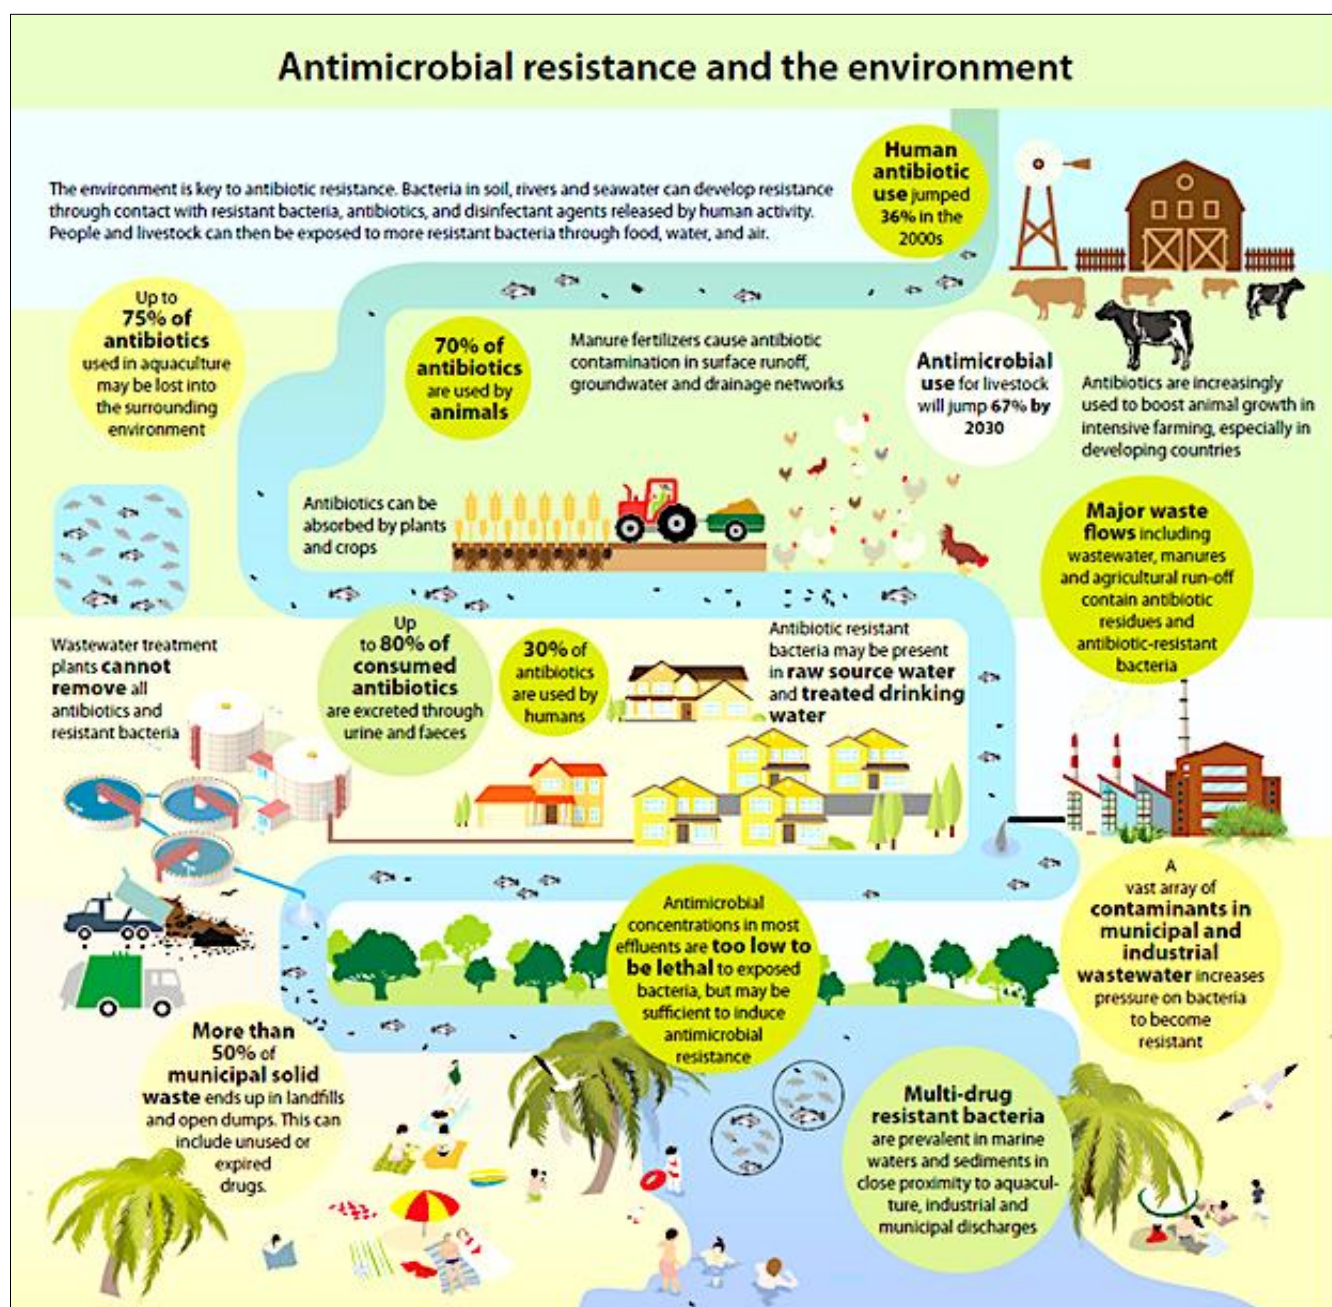 Antimicrobial resistance and the environment
The environment is key to antibiotic resistance. Bacteria in soil, rivers and seawater can develop resistance
through contact with resistant bacteria, antibiotics, and disinfectant agents released by human activity.
People and livestock can then be exposed to more resistant bacteria through food, water, and air.
Human
antibiotic
use jumped
36% in the
2000s
Up to
75% of
antibiotics
used in aquaculture
may be lost into
the surrounding
environment
70% of
antibiotics
are used by
animals
Manure fertilizers cause antibiotic
contamination in surface runoff,
groundwater and drainage networks
Antimicrobial
use for livestock
will jump 67% by
2030
Antibiotics are increasingly
used to boost animal growth in
intensive farming, especially in
developing countries
Antibiotics can be
absorbed by plants
and crops
Major waste
flows including
wastewater, manures
and agricultural run-off
contain antibiotic
residues and
antibiotic-resistant
bacteria
Wastewater treatment
plants cannot
remove all
antibiotics and
resistant bacteria
Up
to 80% of
consumed
antibiotics
are excreted through
urine and faeces
30% of
antibiotics
are used by
humans
Antibiotic resistant
bacteria may be present
in raw source water
and treated drinking
water
Antimicrobial
concentrations in most
effluents are too low to
be lethal to exposed
bacteria, but may be
sufficient to induce
antimicrobial
resistance
A
vast array of
contaminants in
municipal and
industrial
wastewater increases
pressure on bacteria
to become
resistant
More than
50% of
municipal solid
waste ends up in landfills
and open dumps. This can
include unused or
expired
drugs.
Multi-drug
resistant bacteria
are prevalent in marine
waters and sediments in
close proximity to aquacul-
ture, industrial and
municipal discharges